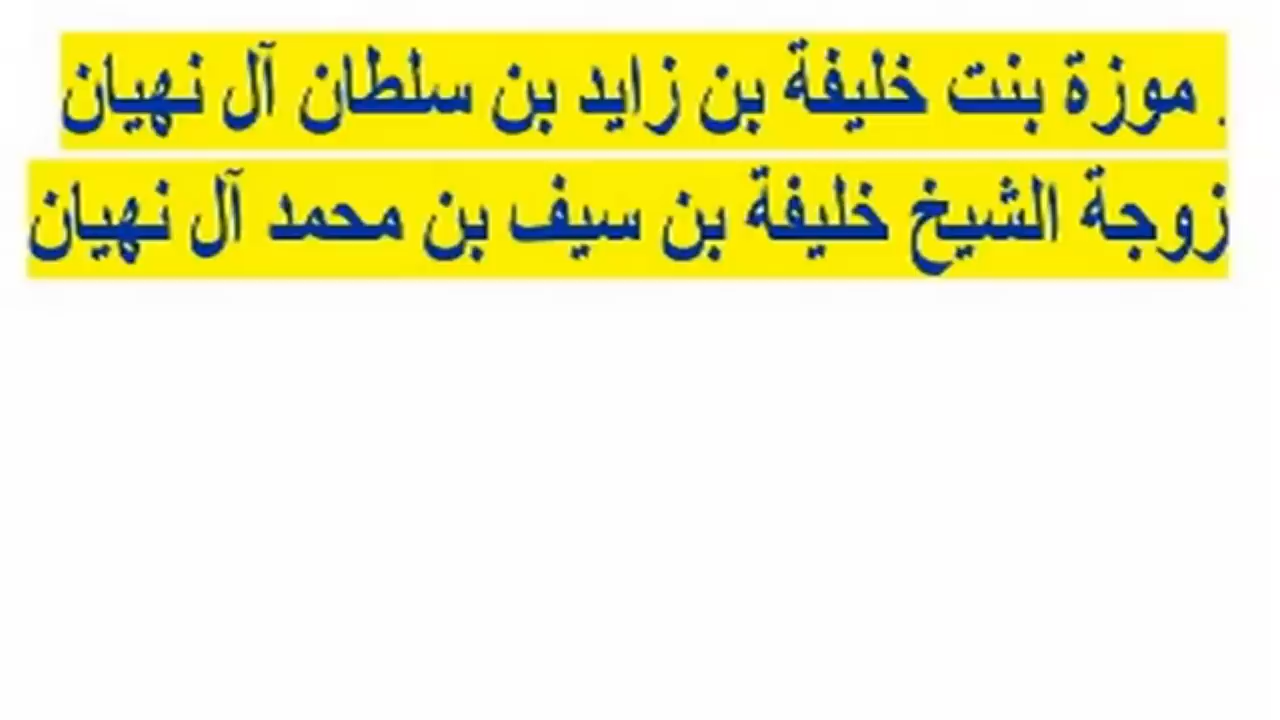 . موزة بنت خليفة بن زايد بن سلطان آل نهيان
زوجة الشيخ خليفة بن سيف بن محمد آل نهيان